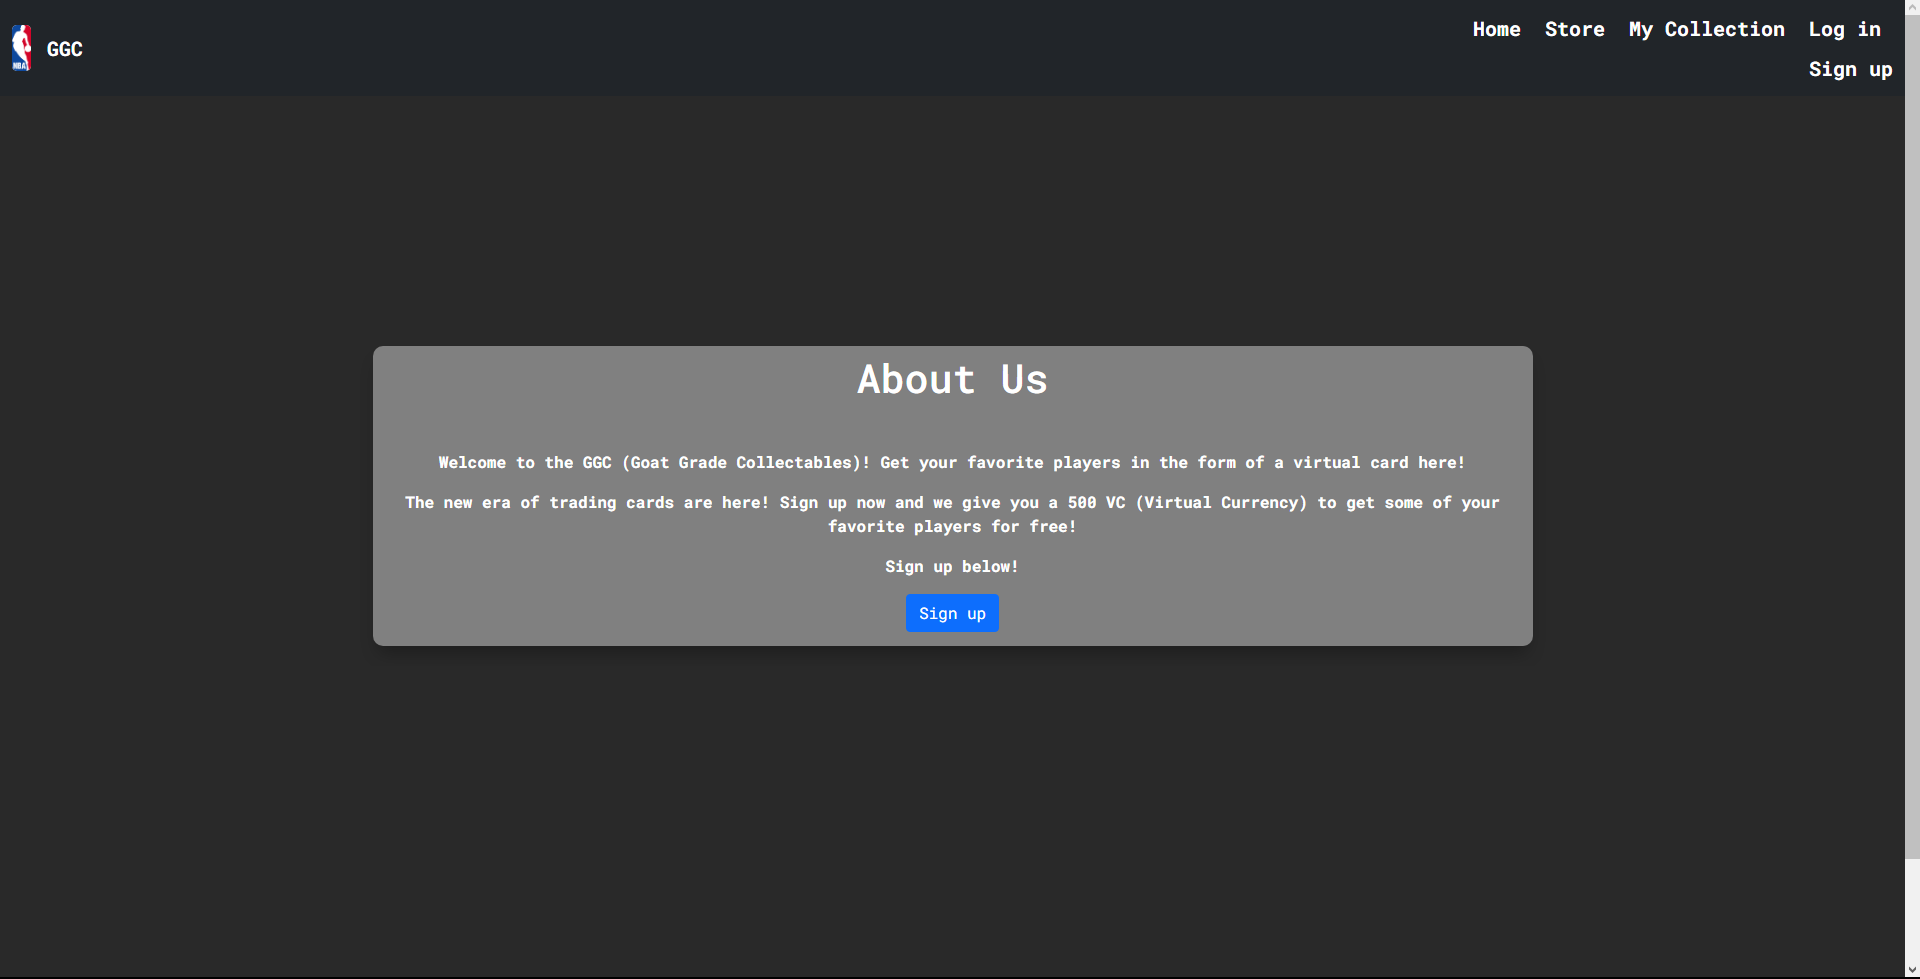 NBA
GGC
Home Store My Collection Log in
Sign up
About Us
Welcome to the GGC (Goat Grade Collectables)! Get your favorite players in the form of a virtual card here!
The new era of trading cards are here! Sign up now and we give you a 500 VC (Virtual Currency) to get some of your
favorite players for free!
Sign up below!
Sign up